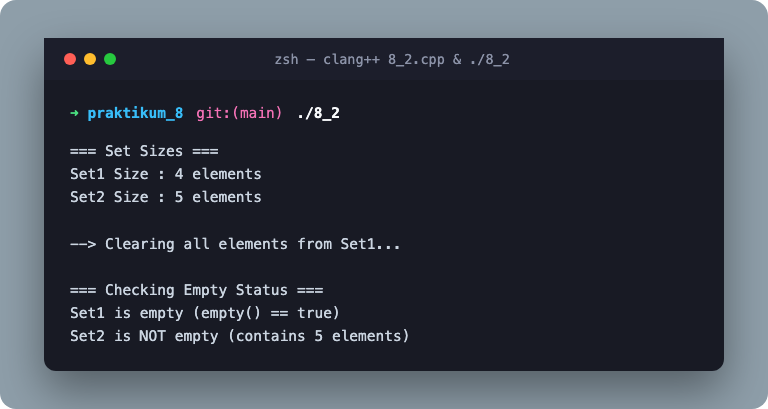 zsh — clang++ 8_2.cpp & ./8_2
➜ praktikum_8 git:(main) ./8_2
=== Set Sizes ===
Set1 Size : 4 elements
Set2 Size : 5 elements
--> Clearing all elements from Set1...
=== Checking Empty Status ===
Set1 is empty (empty() == true)
Set2 is NOT empty (contains 5 elements)